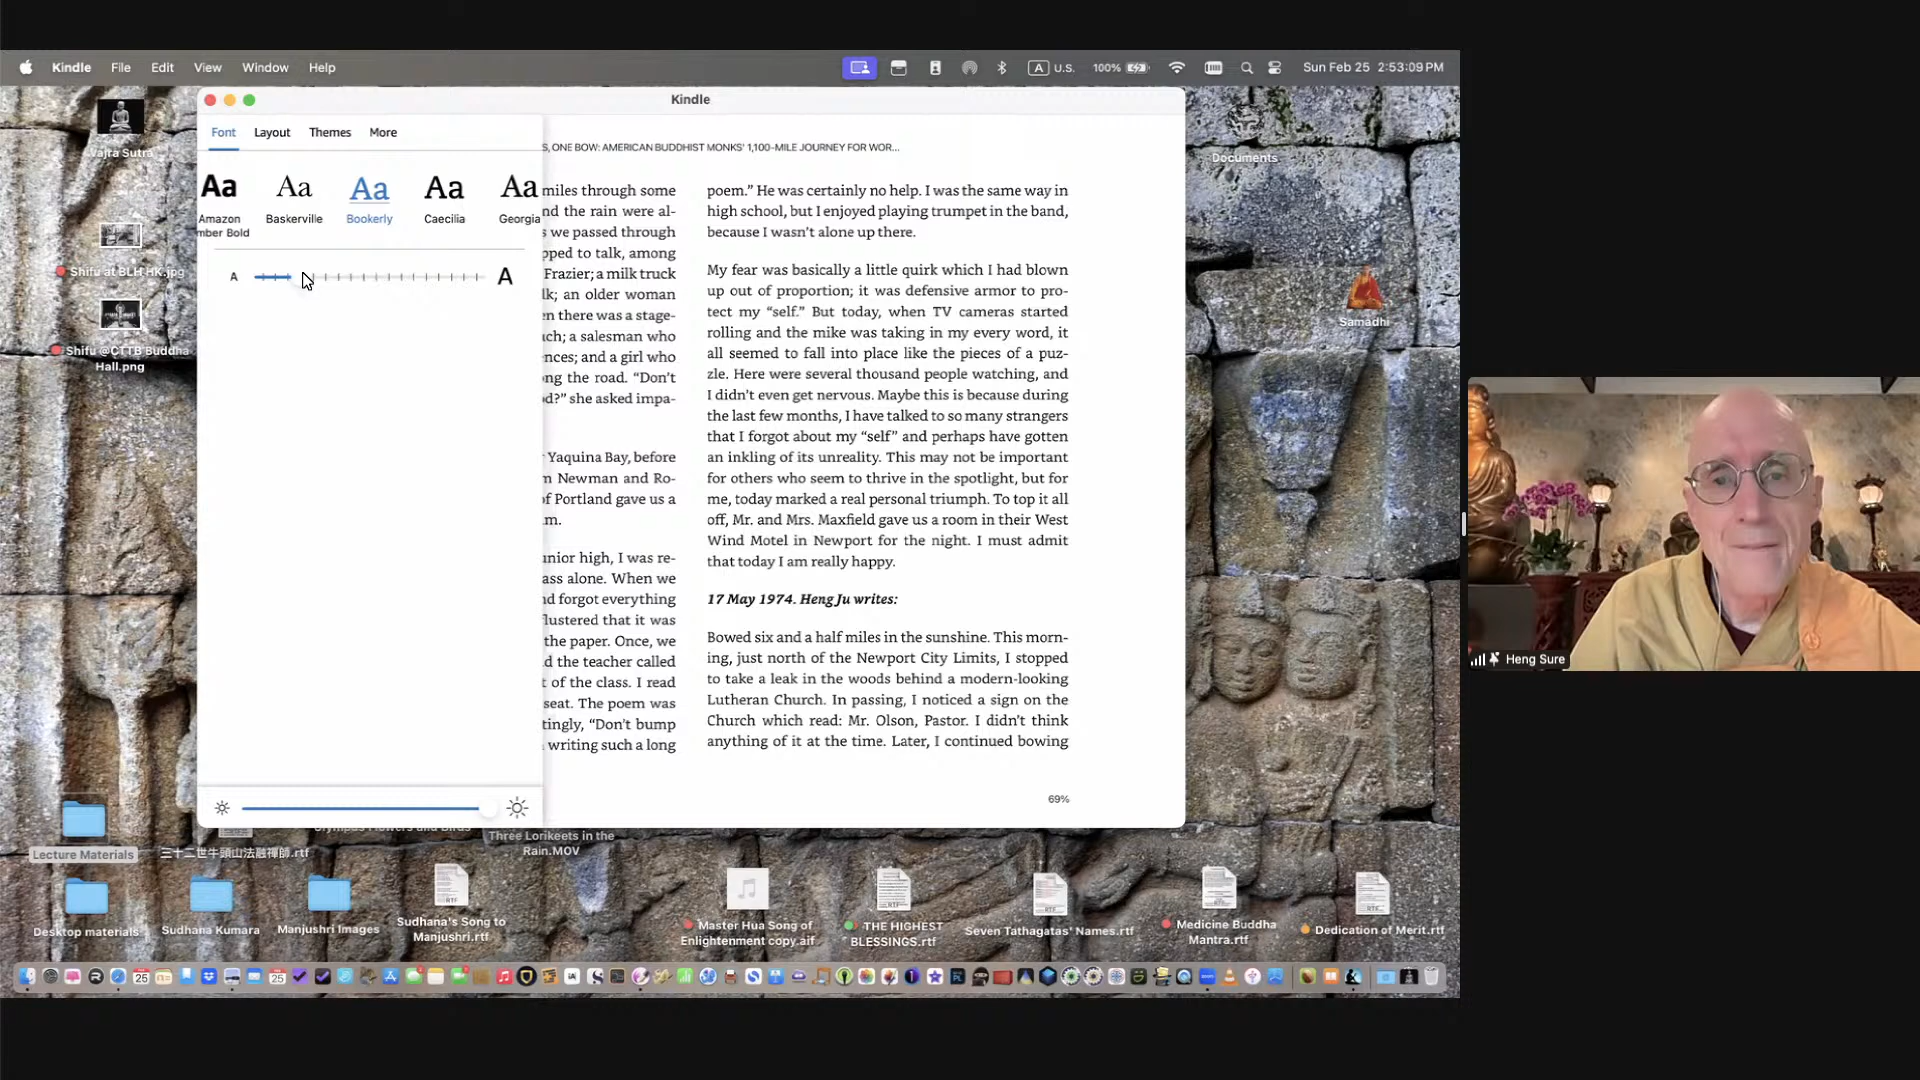 Kindle File Edit View Window Help
A U.S. 100% Sun Feb 25 2:53:09 PM
Kindle
Font Layout Themes More
S, ONE BOW: AMERICAN BUDDHIST MONKS' 1,100-MILE JOURNEY FOR WOR...
Aa Aa Aa Aa Aa
Amazon Baskerville Bookerly Caecilia Georgia
mber Bold
A A
miles through some
nd the rain were al-
s we passed through
pped to talk, among
Frazier; a milk truck
lk; an older woman
en there was a stage-
ch; a salesman who
nces; and a girl who
ng the road. “Don’t
d?” she asked impa-
Yaquina Bay, before
m Newman and Ro-
of Portland gave us a
m.
unior high, I was re-
ass alone. When we
nd forgot everything
flustered that it was
the paper. Once, we
d the teacher called
t of the class. I read
seat. The poem was
tingly, “Don’t bump
writing such a long
poem.” He was certainly no help. I was the same way in
high school, but I enjoyed playing trumpet in the band,
because I wasn’t alone up there.
My fear was basically a little quirk which I had blown
up out of proportion; it was defensive armor to pro-
tect my “self.” But today, when TV cameras started
rolling and the mike was taking in my every word, it
all seemed to fall into place like the pieces of a puz-
zle. Here were several thousand people watching, and
I didn’t even get nervous. Maybe this is because during
the last few months, I have talked to so many strangers
that I forgot about my “self” and perhaps have gotten
an inkling of its unreality. This may not be important
for others who seem to thrive in the spotlight, but for
me, today marked a real personal triumph. To top it all
off, Mr. and Mrs. Maxfield gave us a room in their West
Wind Motel in Newport for the night. I must admit
that today I am really happy.
17 May 1974. Heng Ju writes:
Bowed six and a half miles in the sunshine. This morn-
ing, just north of the Newport City Limits, I stopped
to take a leak in the woods behind a modern-looking
Lutheran Church. In passing, I noticed a sign on the
Church which read: Mr. Olson, Pastor. I didn’t think
anything of it at the time. Later, I continued bowing
69%
Vajra Sutra
Shifu at BLH HK.jpg
Shifu @CTTB Buddha
Hall.png
Documents
Samadhi
Heng Sure
Three Lorikeets in the
Rain.MOV
Lecture Materials
三十二世牛頭山法融禪師.rtf
Desktop materials
Sudhana Kumara
Manjushri Images
Sudhana's Song to
Manjushri.rtf
Master Hua Song of
Enlightenment copy.aif
THE HIGHEST
BLESSINGS.rtf
Seven Tathagatas' Names.rtf
Medicine Buddha
Mantra.rtf
Dedication of Merit.rtf